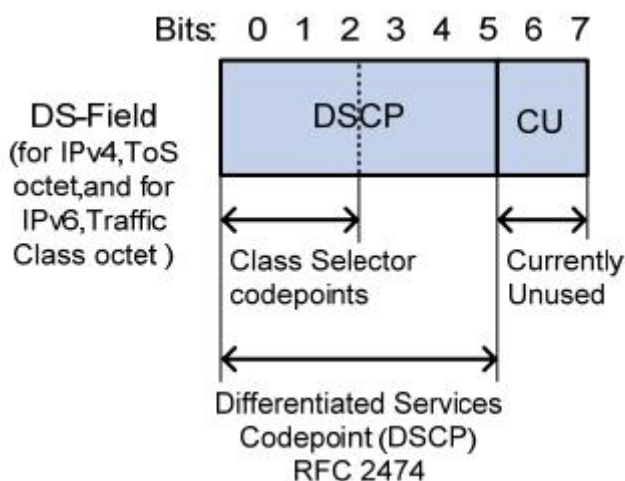 Bits: 0 1 2 3 4 5 6 7
DS-Field
(for IPv4,ToS
octet,and for
IPv6,Traffic
Class octet )
DSCP
CU
Class Selector
codepoints
Currently
Unused
Differentiated Services
Codepoint (DSCP)
RFC 2474